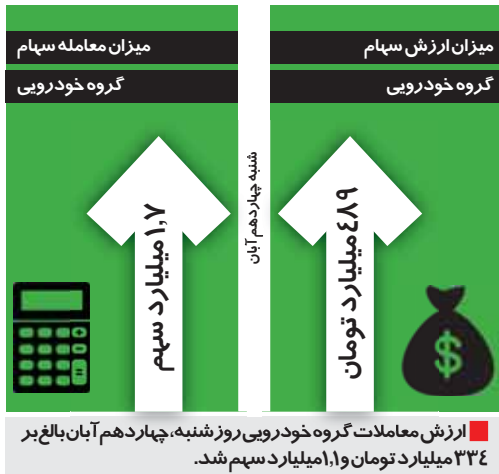 میزان ارزش سهام
گروه خودرویی
۴۸۹ میلیارد تومان
$
شنبه چهاردهم آبان
میزان معامله سهام
گروه خودرویی
۱,۷ میلیارد سهم
ارزش معاملات گروه خودرویی روز شنبه، چهاردهم آبان بالغ بر
۳۳۴ میلیارد تومان و ۱,۱ میلیارد سهم شد.